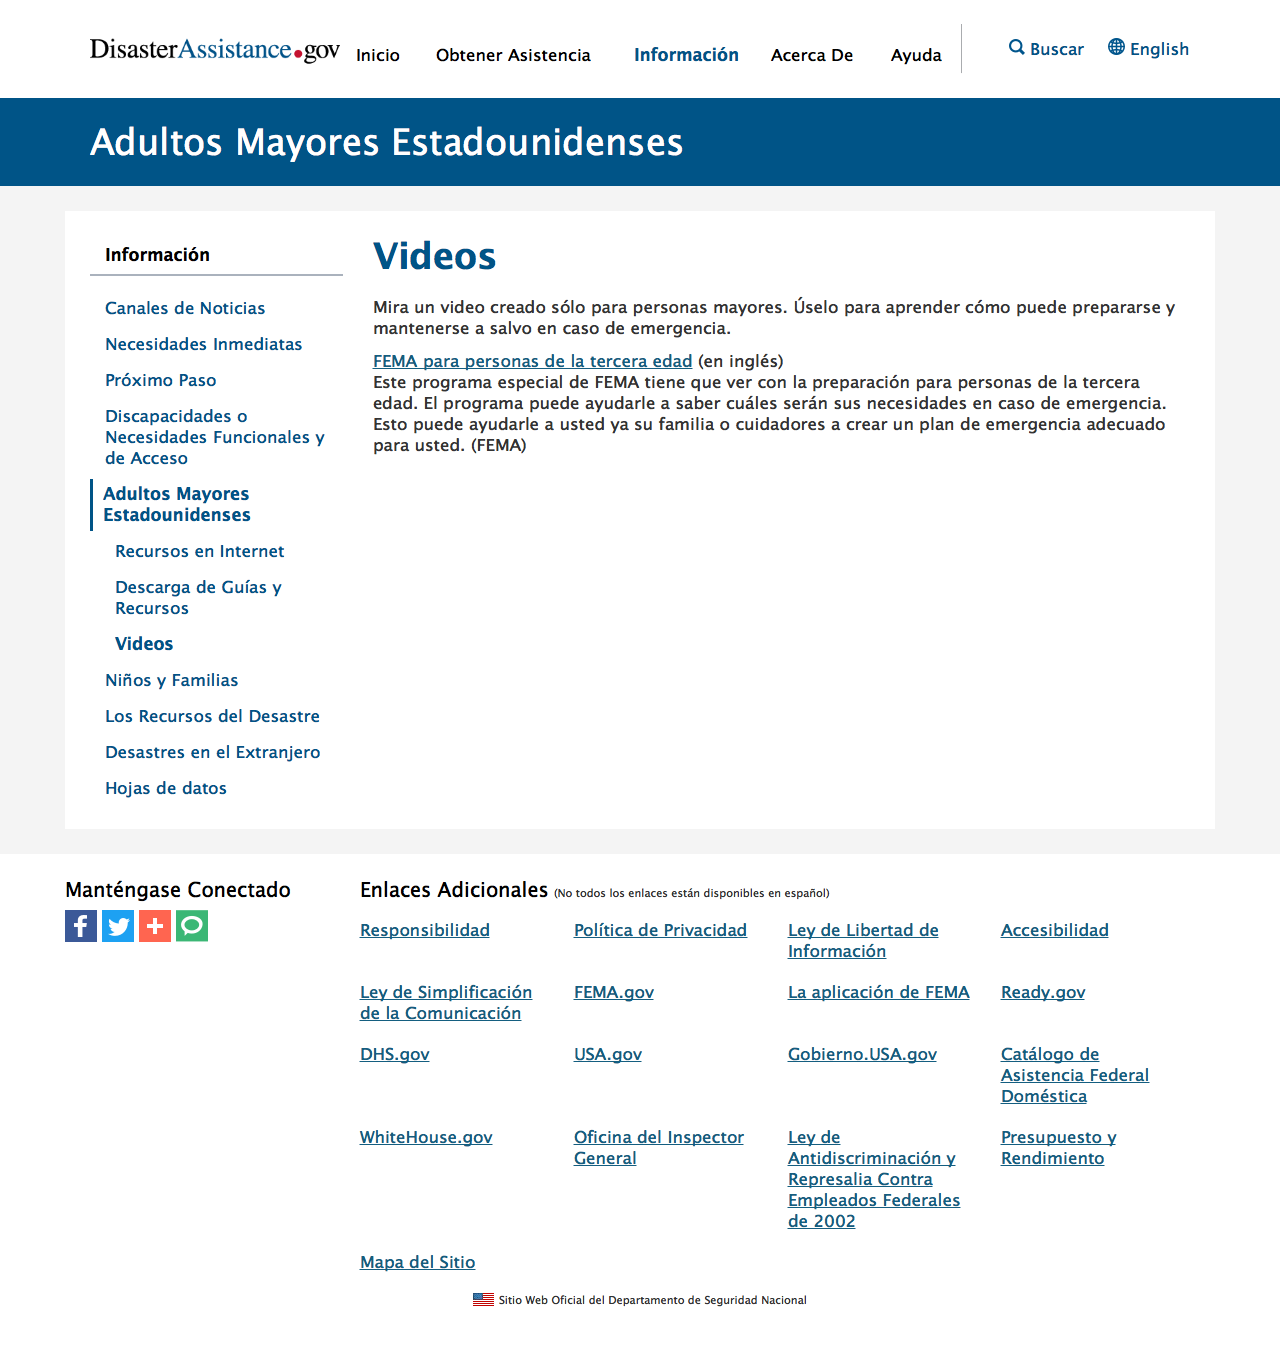 DisasterAssistance.gov
Inicio
Obtener Asistencia
Información
Acerca De
Ayuda
Buscar
English
Adultos Mayores Estadounidenses
Información
Canales de Noticias
Necesidades Inmediatas
Próximo Paso
Discapacidades o
Necesidades Funcionales y
de Acceso
Adultos Mayores
Estadounidenses
Recursos en Internet
Descarga de Guías y
Recursos
Videos
Niños y Familias
Los Recursos del Desastre
Desastres en el Extranjero
Hojas de datos
Videos
Mira un video creado sólo para personas mayores. Úselo para aprender cómo puede prepararse y
mantenerse a salvo en caso de emergencia.
FEMA para personas de la tercera edad (en inglés)
Este programa especial de FEMA tiene que ver con la preparación para personas de la tercera
edad. El programa puede ayudarle a saber cuáles serán sus necesidades en caso de emergencia.
Esto puede ayudarle a usted ya su familia o cuidadores a crear un plan de emergencia adecuado
para usted. (FEMA)
Manténgase Conectado
Enlaces Adicionales (No todos los enlaces están disponibles en español)
Responsibilidad
Política de Privacidad
Ley de Libertad de
Información
Accesibilidad
Ley de Simplificación
de la Comunicación
FEMA.gov
La aplicación de FEMA
Ready.gov
DHS.gov
USA.gov
Gobierno.USA.gov
Catálogo de
Asistencia Federal
Doméstica
WhiteHouse.gov
Oficina del Inspector
General
Ley de
Antidiscriminación y
Represalia Contra
Empleados Federales
de 2002
Presupuesto y
Rendimiento
Mapa del Sitio
Sitio Web Oficial del Departamento de Seguridad Nacional